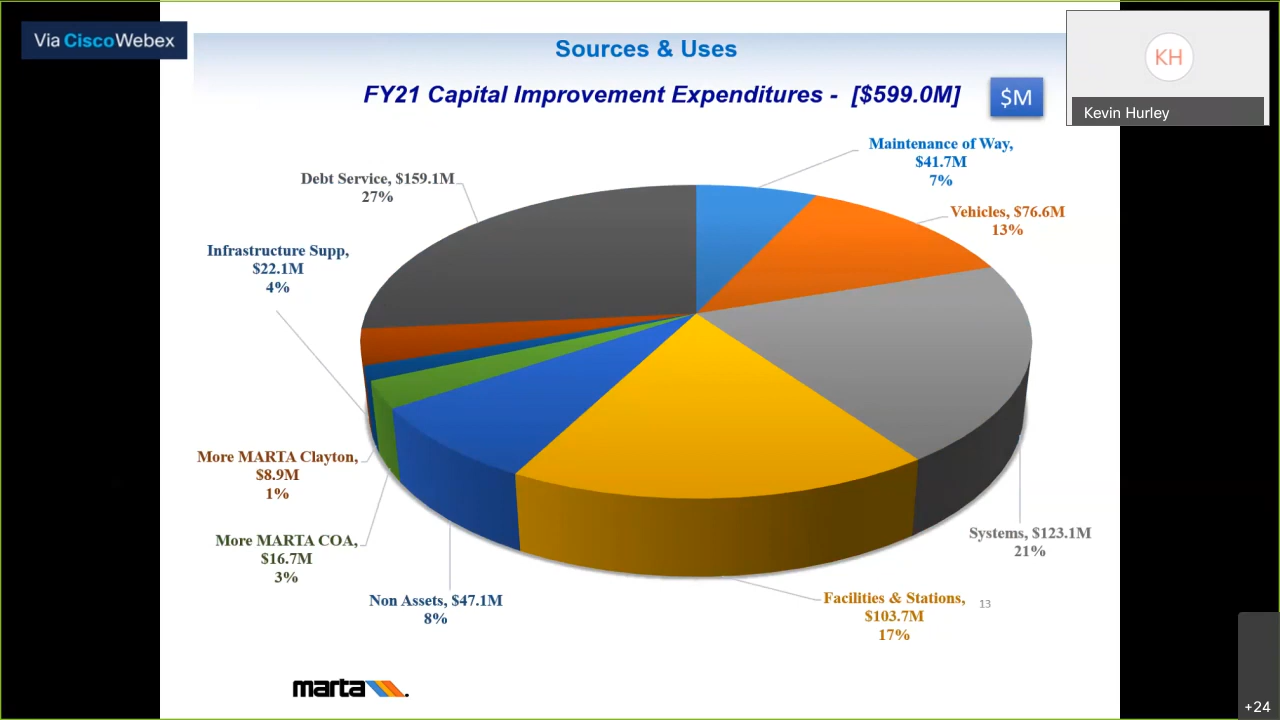 Via CiscoWebex
Sources & Uses
FY21 Capital Improvement Expenditures - [$599.0M]
$M
KH
Kevin Hurley
Maintenance of Way,
$41.7M
7%
Debt Service, $159.1M
27%
Vehicles, $76.6M
13%
Infrastructure Supp,
$22.1M
4%
More MARTA Clayton,
$8.9M
1%
More MARTA COA,
$16.7M
3%
Non Assets, $47.1M
8%
Systems, $123.1M
21%
Facilities & Stations,
$103.7M
17%
13
marta
+24